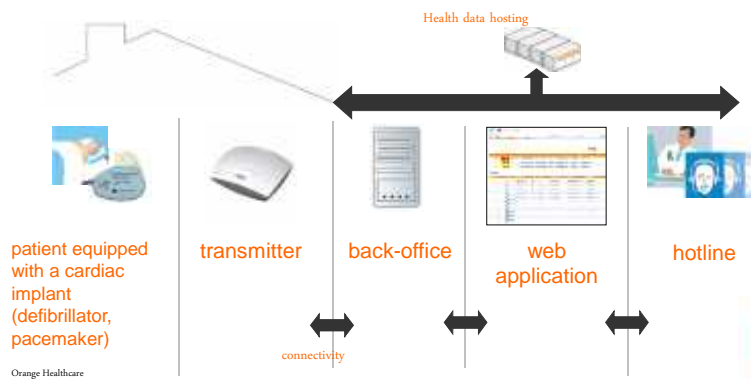 Health data hosting
patient equipped
with a cardiac
implant
(defibrillator,
pacemaker)
transmitter
back-office
web
application
hotline
connectivity
Orange Healthcare